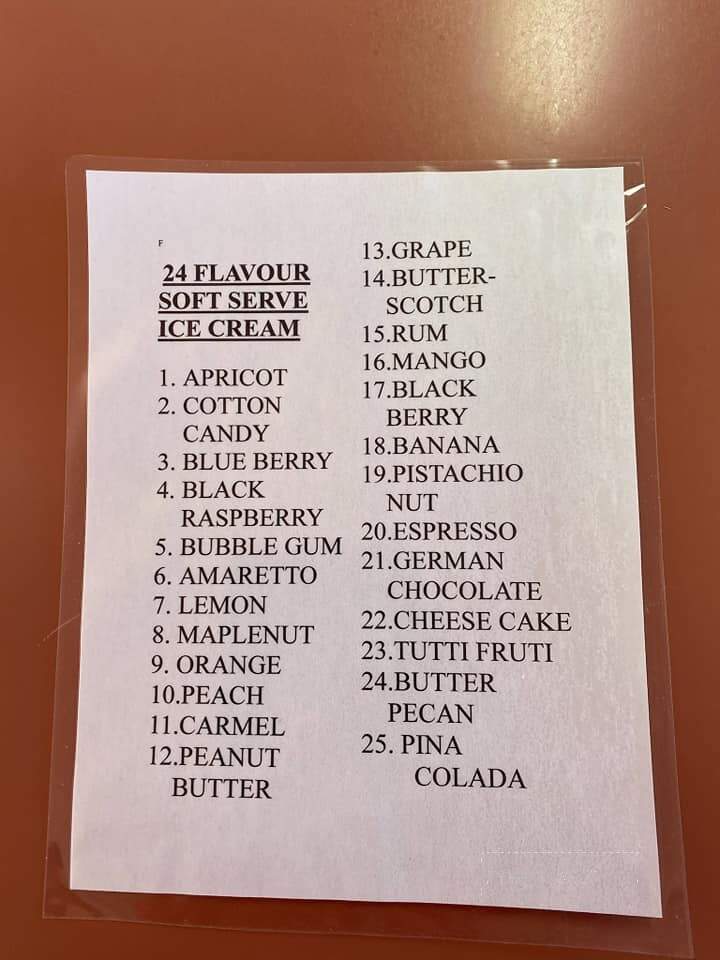 F
24 FLAVOUR
SOFT SERVE
ICE CREAM
1. APRICOT
2. COTTON
CANDY
3. BLUE BERRY
4. BLACK
RASPBERRY
5. BUBBLE GUM
6. AMARETTO
7. LEMON
8. MAPLENUT
9. ORANGE
10.PEACH
11.CARMEL
12.PEANUT
BUTTER
13.GRAPE
14.BUTTER-
SCOTCH
15.RUM
16.MANGO
17.BLACK
BERRY
18.BANANA
19.PISTACHIO
NUT
20.ESPRESSO
21.GERMAN
CHOCOLATE
22.CHEESE CAKE
23.TUTTI FRUTI
24.BUTTER
PECAN
25. PINA
COLADA